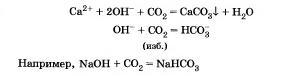 Ca²⁺ + 2OH⁻ + CO₂ = CaCO₃↓ + H₂O
OH⁻ + CO₂ = HCO₃⁻
(изб.)
Например, NaOH + CO₂ = NaHCO₃